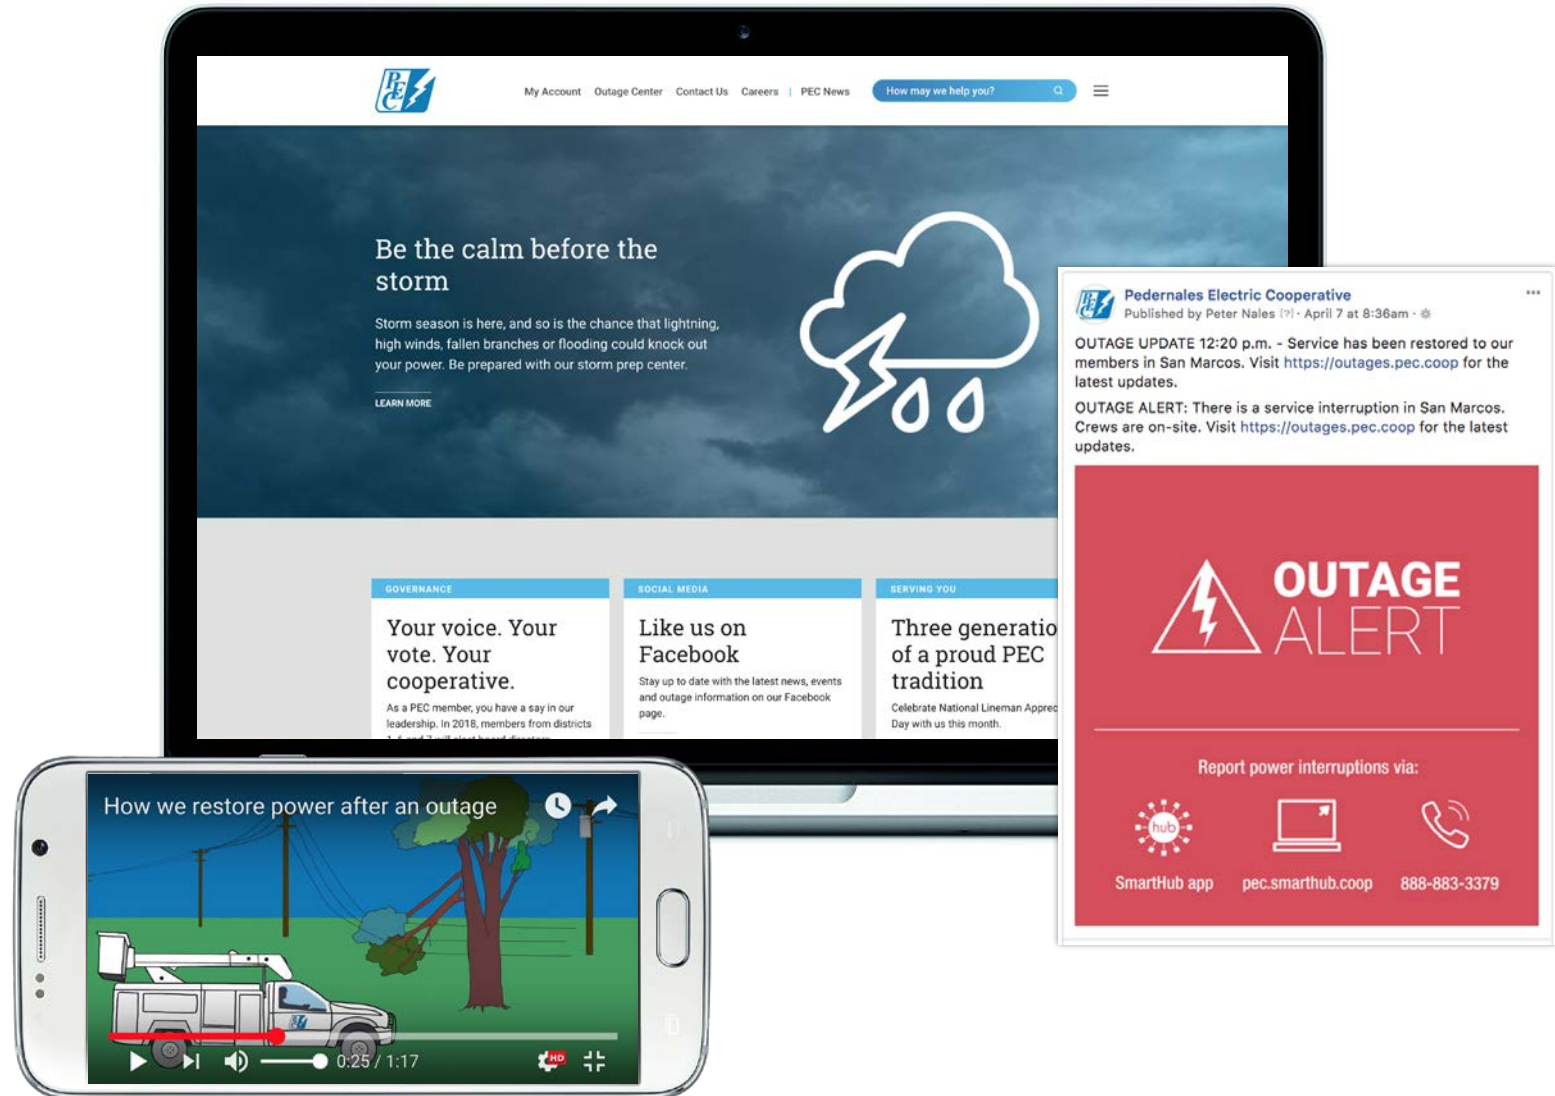 PEC
My Account Outage Center Contact Us Careers | PEC News How may we help you?
Be the calm before the
storm
Storm season is here, and so is the chance that lightning,
high winds, fallen branches or flooding could knock out
your power. Be prepared with our storm prep center.
LEARN MORE
GOVERNANCE
Your voice. Your
vote. Your
cooperative.
As a PEC member, you have a say in our
leadership. In 2018, members from districts
SOCIAL MEDIA
Like us on
Facebook
Stay up to date with the latest news, events
and outage information on our Facebook
page.
SERVING YOU
Three generatio
of a proud PEC
tradition
Celebrate National Lineman Apprec
Day with us this month.
PEC
Pedernales Electric Cooperative
Published by Peter Nales [?] · April 7 at 8:36am ·
OUTAGE UPDATE 12:20 p.m. - Service has been restored to our
members in San Marcos. Visit https://outages.pec.coop for the
latest updates.
OUTAGE ALERT: There is a service interruption in San Marcos.
Crews are on-site. Visit https://outages.pec.coop for the latest
updates.
OUTAGE
ALERT
Report power interruptions via:
hub
SmartHub app pec.smarthub.coop 888-883-3379
How we restore power after an outage
PEC
0:25 / 1:17
HD